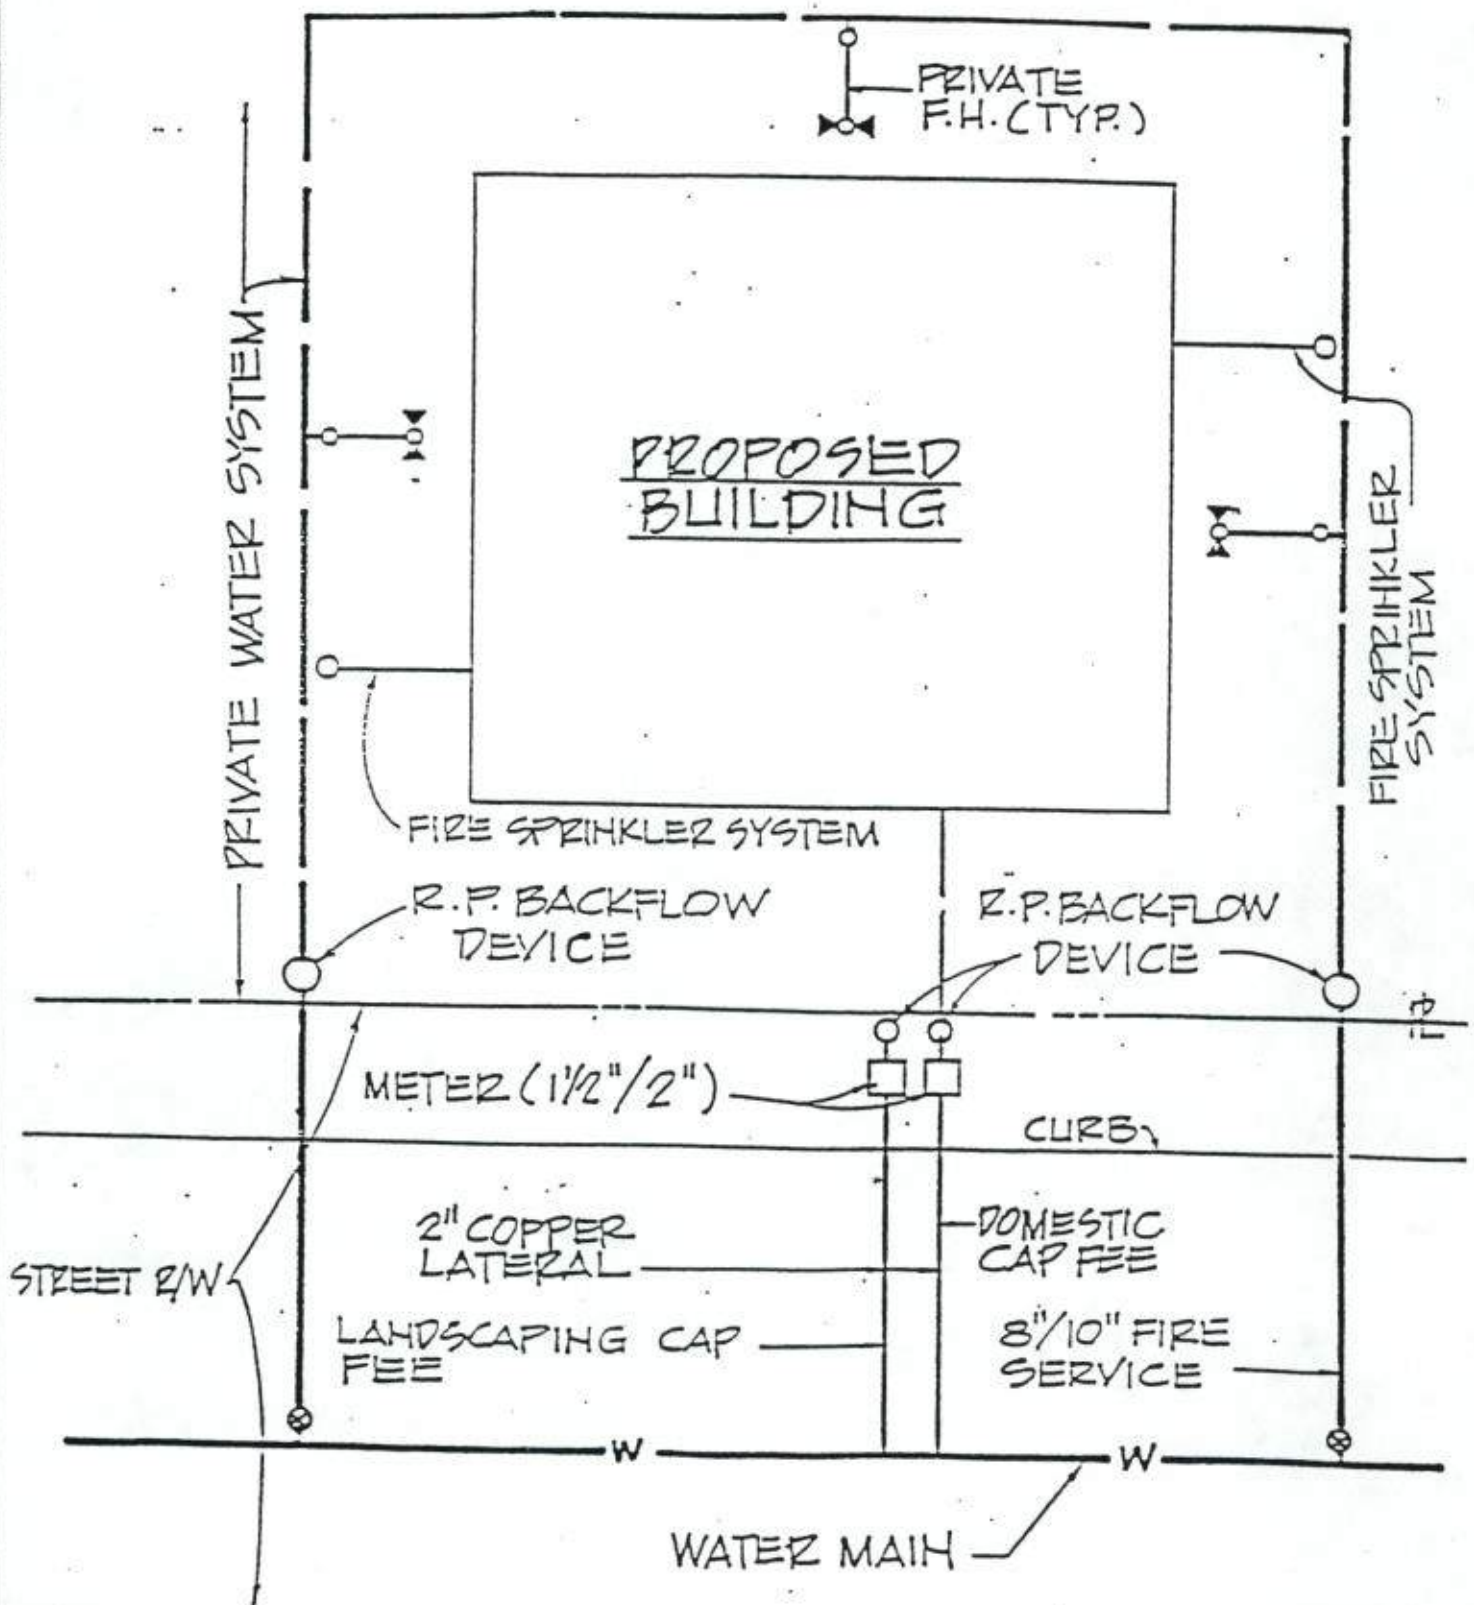 PRIVATE
F.H. (TYP.)
PRIVATE WATER SYSTEM
PROPOSED
BUILDING
FIRE SPRINKLER
SYSTEM
FIRE SPRINKLER SYSTEM
R.P. BACKFLOW
DEVICE
R.P. BACKFLOW
DEVICE
METER (1½"/2")
CURB
2" COPPER
LATERAL
DOMESTIC
CAP FEE
STREET R/W
LANDSCAPING CAP
FEE
8"/10" FIRE
SERVICE
W
W
WATER MAIN